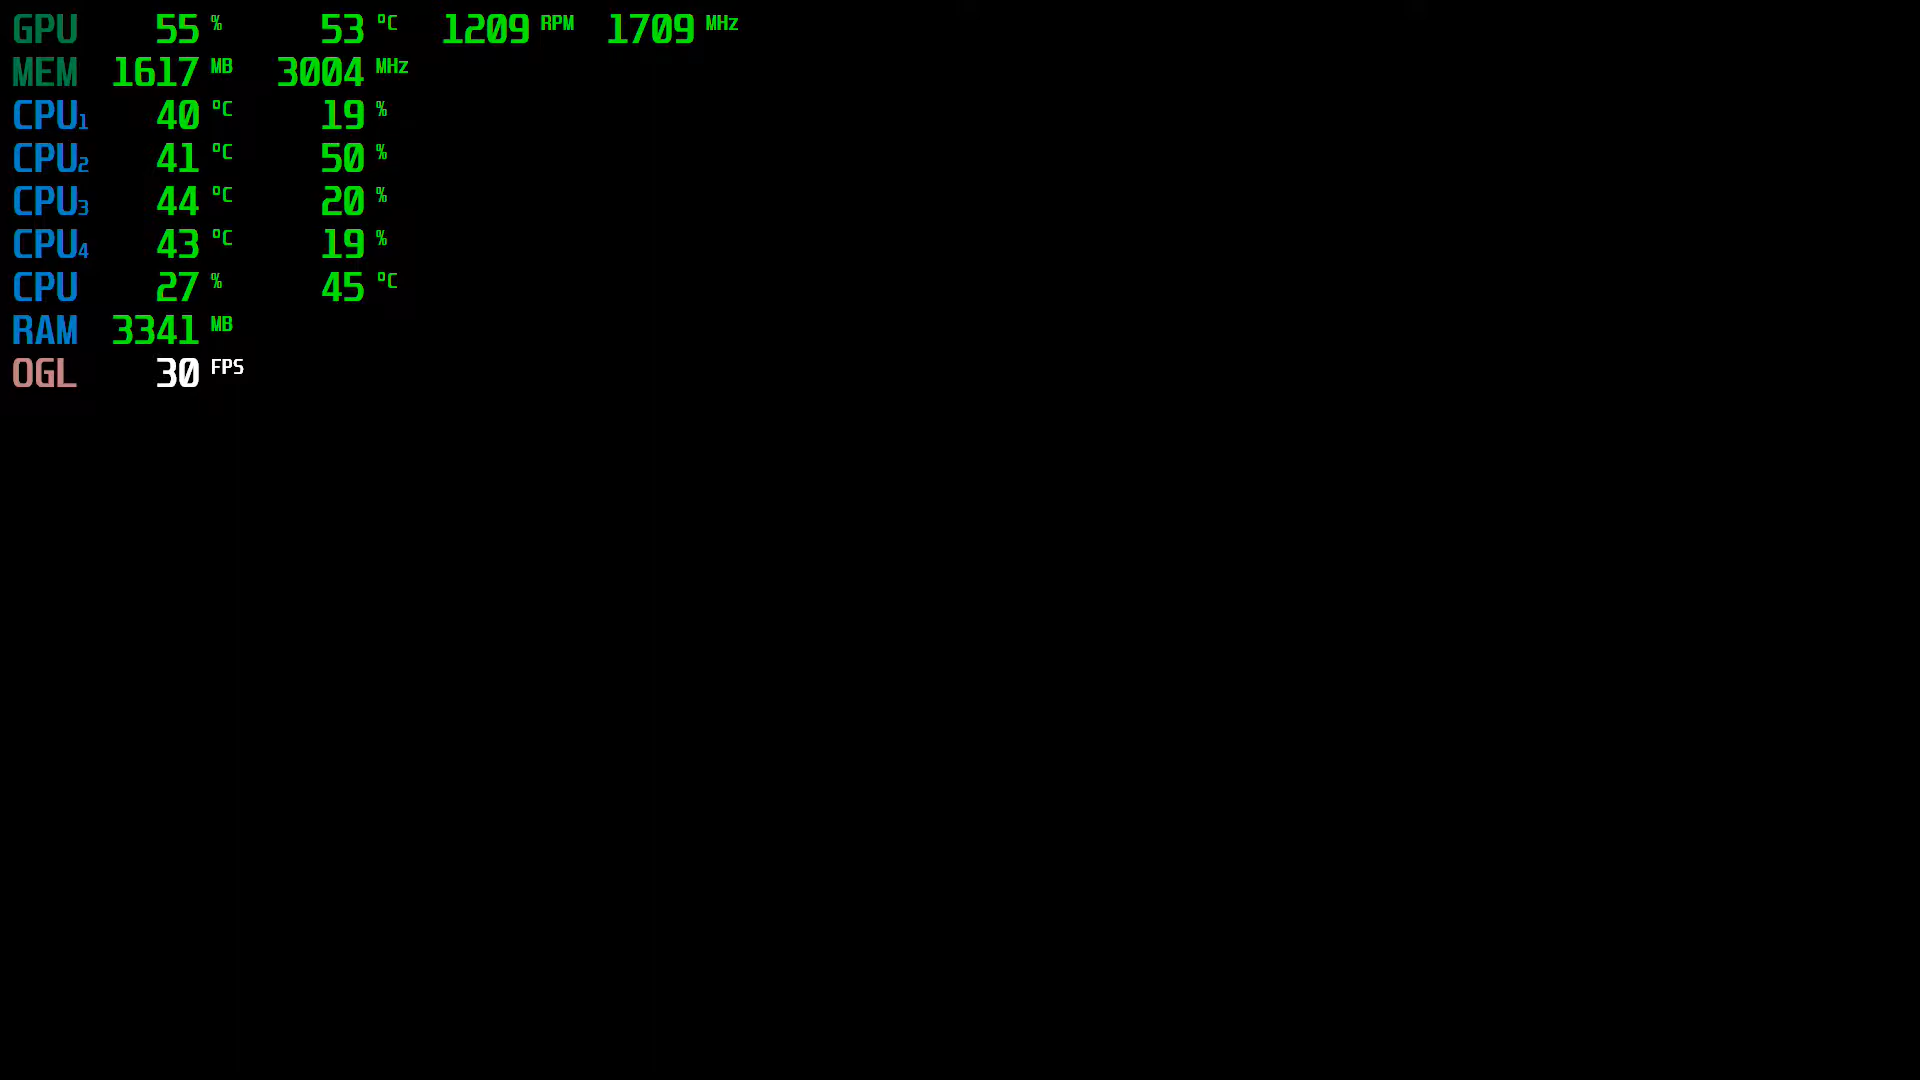 GPU 55 % 53 °C 1209 RPM 1709 MHz
MEM 1617 MB 3004 MHz
CPU1 40 °C 19 %
CPU2 41 °C 50 %
CPU3 44 °C 20 %
CPU4 43 °C 19 %
CPU 27 % 45 °C
RAM 3341 MB
OGL 30 FPS